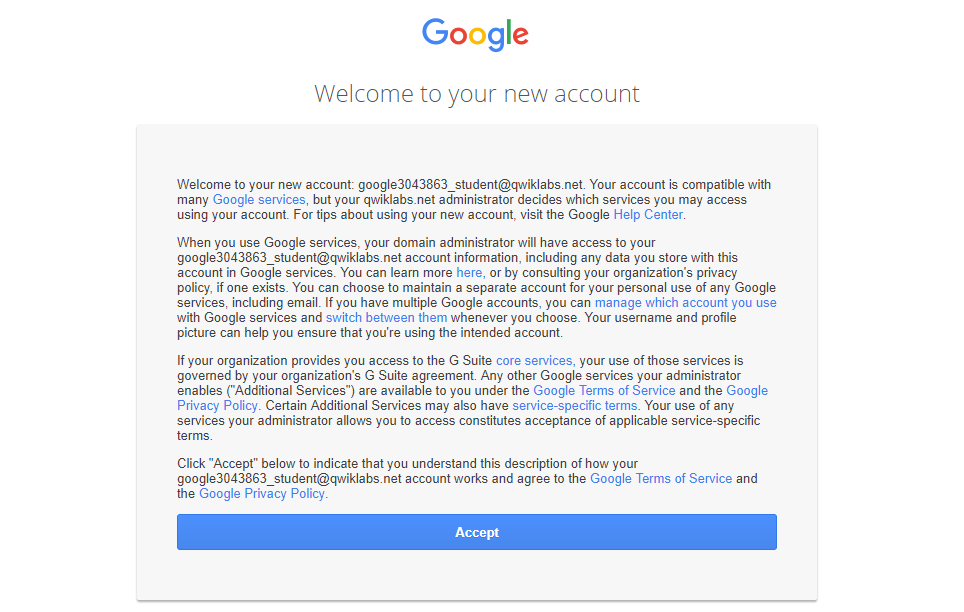 Google
Welcome to your new account
Welcome to your new account: google3043863_student@qwiklabs.net. Your account is compatible with
many Google services, but your qwiklabs.net administrator decides which services you may access
using your account. For tips about using your new account, visit the Google Help Center.
When you use Google services, your domain administrator will have access to your
google3043863_student@qwiklabs.net account information, including any data you store with this
account in Google services. You can learn more here, or by consulting your organization's privacy
policy, if one exists. You can choose to maintain a separate account for your personal use of any Google
services, including email. If you have multiple Google accounts, you can manage which account you use
with Google services and switch between them whenever you choose. Your username and profile
picture can help you ensure that you're using the intended account.
If your organization provides you access to the G Suite core services, your use of those services is
governed by your organization's G Suite agreement. Any other Google services your administrator
enables ("Additional Services") are available to you under the Google Terms of Service and the Google
Privacy Policy. Certain Additional Services may also have service-specific terms. Your use of any
services your administrator allows you to access constitutes acceptance of applicable service-specific
terms.
Click "Accept" below to indicate that you understand this description of how your
google3043863_student@qwiklabs.net account works and agree to the Google Terms of Service and
the Google Privacy Policy.
Accept